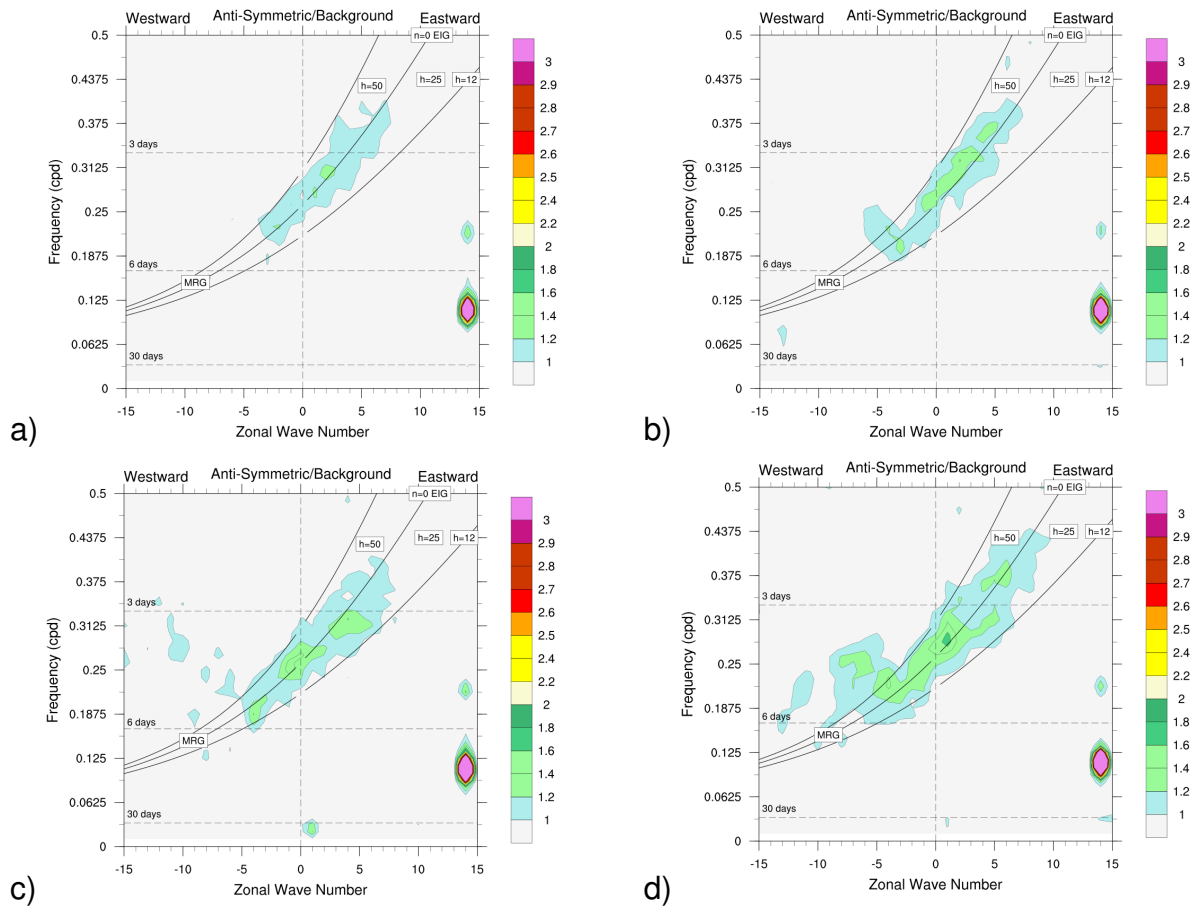 Westward Anti-Symmetric/Background Eastward
0.5
0.4375
0.375
0.3125
0.25
0.1875
0.125
0.0625
0
Frequency (cpd)
n=0 EIG
h=50
h=25
h=12
3 days
6 days
MRG
30 days
-15 -10 -5 0 5 10 15
Zonal Wave Number
3
2.9
2.8
2.7
2.6
2.5
2.4
2.2
2
1.8
1.6
1.4
1.2
1
a)
Westward Anti-Symmetric/Background Eastward
0.5
0.4375
0.375
0.3125
0.25
0.1875
0.125
0.0625
0
Frequency (cpd)
n=0 EIG
h=50
h=25
h=12
3 days
6 days
MRG
30 days
-15 -10 -5 0 5 10 15
Zonal Wave Number
3
2.9
2.8
2.7
2.6
2.5
2.4
2.2
2
1.8
1.6
1.4
1.2
1
b)
Westward Anti-Symmetric/Background Eastward
0.5
0.4375
0.375
0.3125
0.25
0.1875
0.125
0.0625
0
Frequency (cpd)
n=0 EIG
h=50
h=25
h=12
3 days
6 days
MRG
30 days
-15 -10 -5 0 5 10 15
Zonal Wave Number
3
2.9
2.8
2.7
2.6
2.5
2.4
2.2
2
1.8
1.6
1.4
1.2
1
c)
Westward Anti-Symmetric/Background Eastward
0.5
0.4375
0.375
0.3125
0.25
0.1875
0.125
0.0625
0
Frequency (cpd)
n=0 EIG
h=50
h=25
h=12
3 days
6 days
MRG
30 days
-15 -10 -5 0 5 10 15
Zonal Wave Number
3
2.9
2.8
2.7
2.6
2.5
2.4
2.2
2
1.8
1.6
1.4
1.2
1
d)